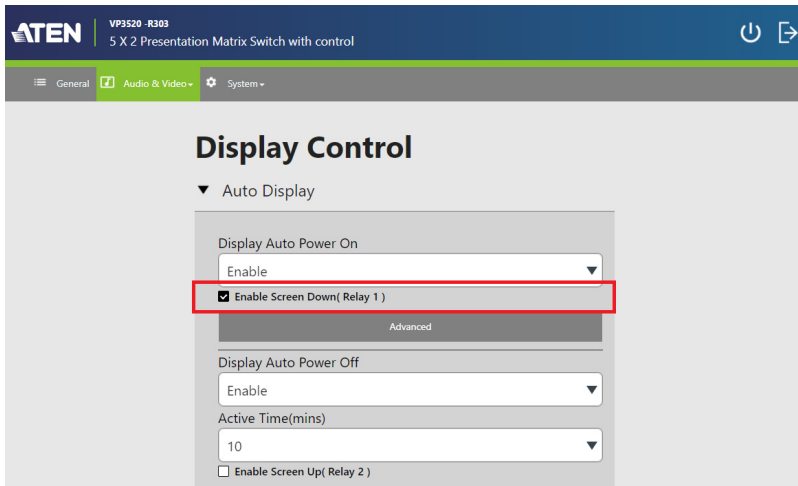 ATEN
VP3520 -R303
5 X 2 Presentation Matrix Switch with control
General Audio & Video System
Display Control
Auto Display
Display Auto Power On
Enable
Enable Screen Down( Relay 1 )
Advanced
Display Auto Power Off
Enable
Active Time(mins)
10
Enable Screen Up( Relay 2 )